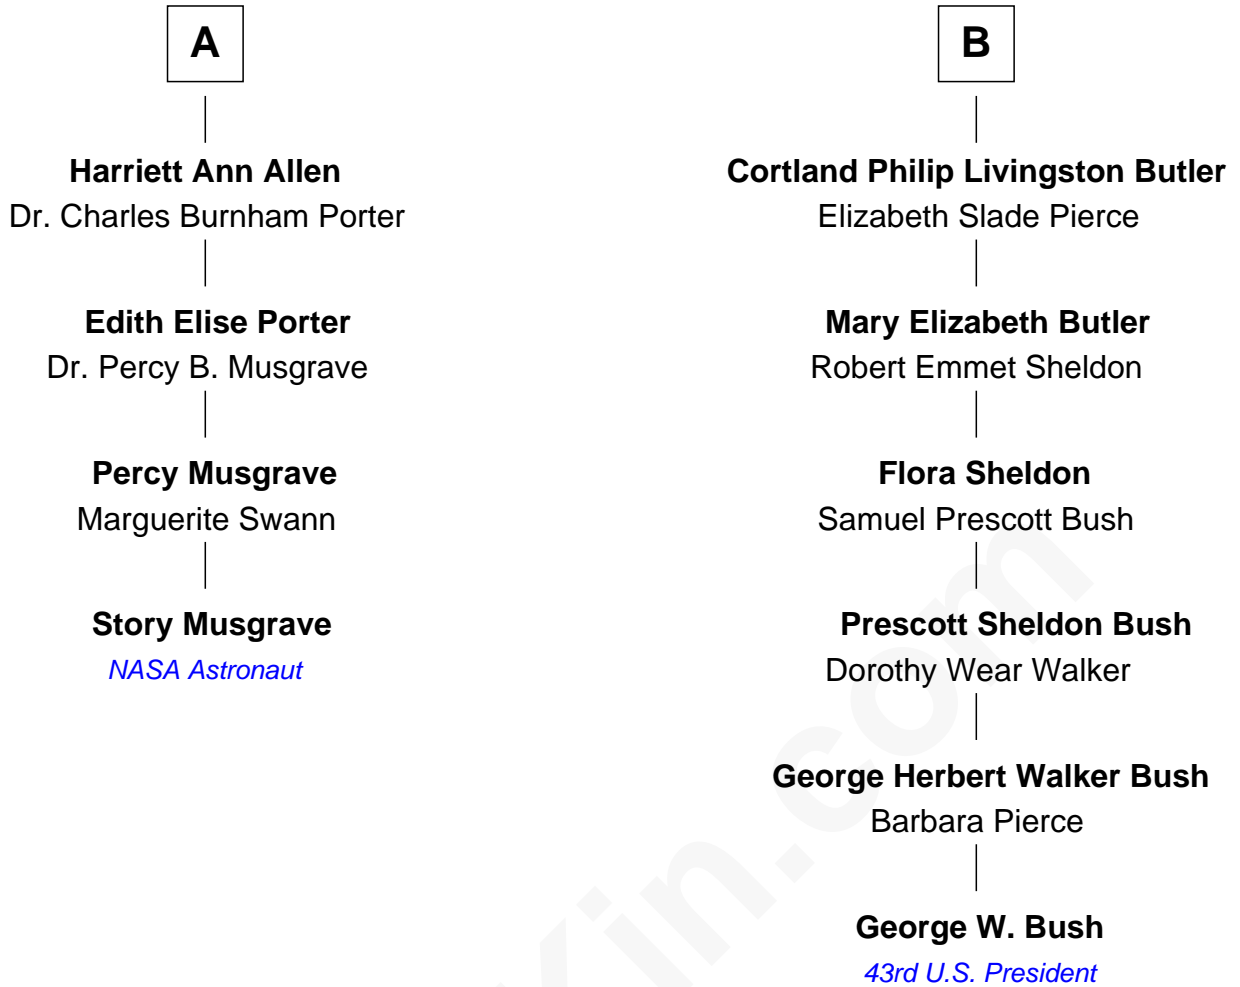 A
Harriett Ann Allen
Dr. Charles Burnham Porter
Edith Elise Porter
Dr. Percy B. Musgrave
Percy Musgrave
Marguerite Swann
Story Musgrave
NASA Astronaut
B
Cortland Philip Livingston Butler
Elizabeth Slade Pierce
Mary Elizabeth Butler
Robert Emmet Sheldon
Flora Sheldon
Samuel Prescott Bush
Prescott Sheldon Bush
Dorothy Wear Walker
George Herbert Walker Bush
Barbara Pierce
George W. Bush
43rd U.S. President
Kin.com